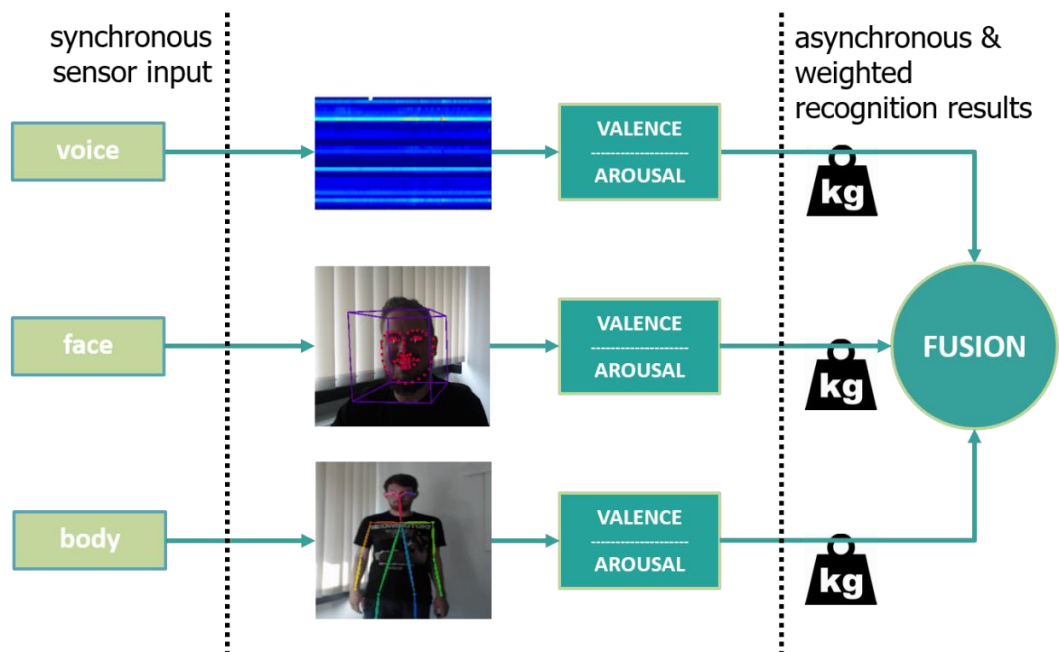 synchronous
sensor input
asynchronous &
weighted
recognition results
voice
VALENCE
--------------------
AROUSAL
kg
face
VALENCE
--------------------
AROUSAL
kg
FUSION
body
VALENCE
--------------------
AROUSAL
kg